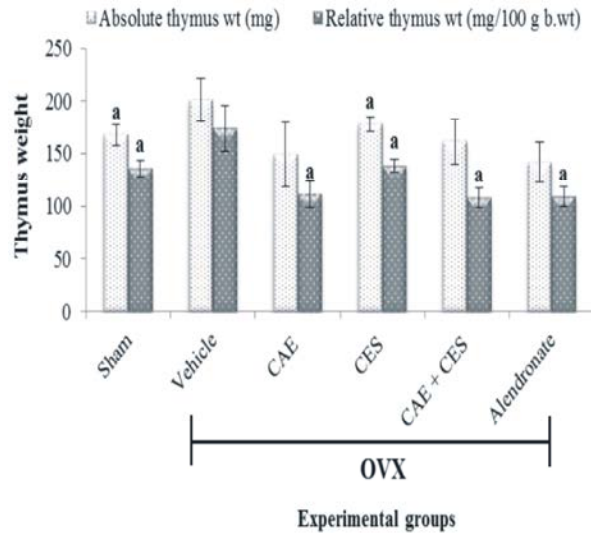 Absolute thymus wt (mg) Relative thymus wt (mg/100 g b.wt)
Thymus weight
250
200
150
100
50
0
a a a a a a a
Sham Vehicle CAE CES CAE + CES Alendronate
OVX
Experimental groups